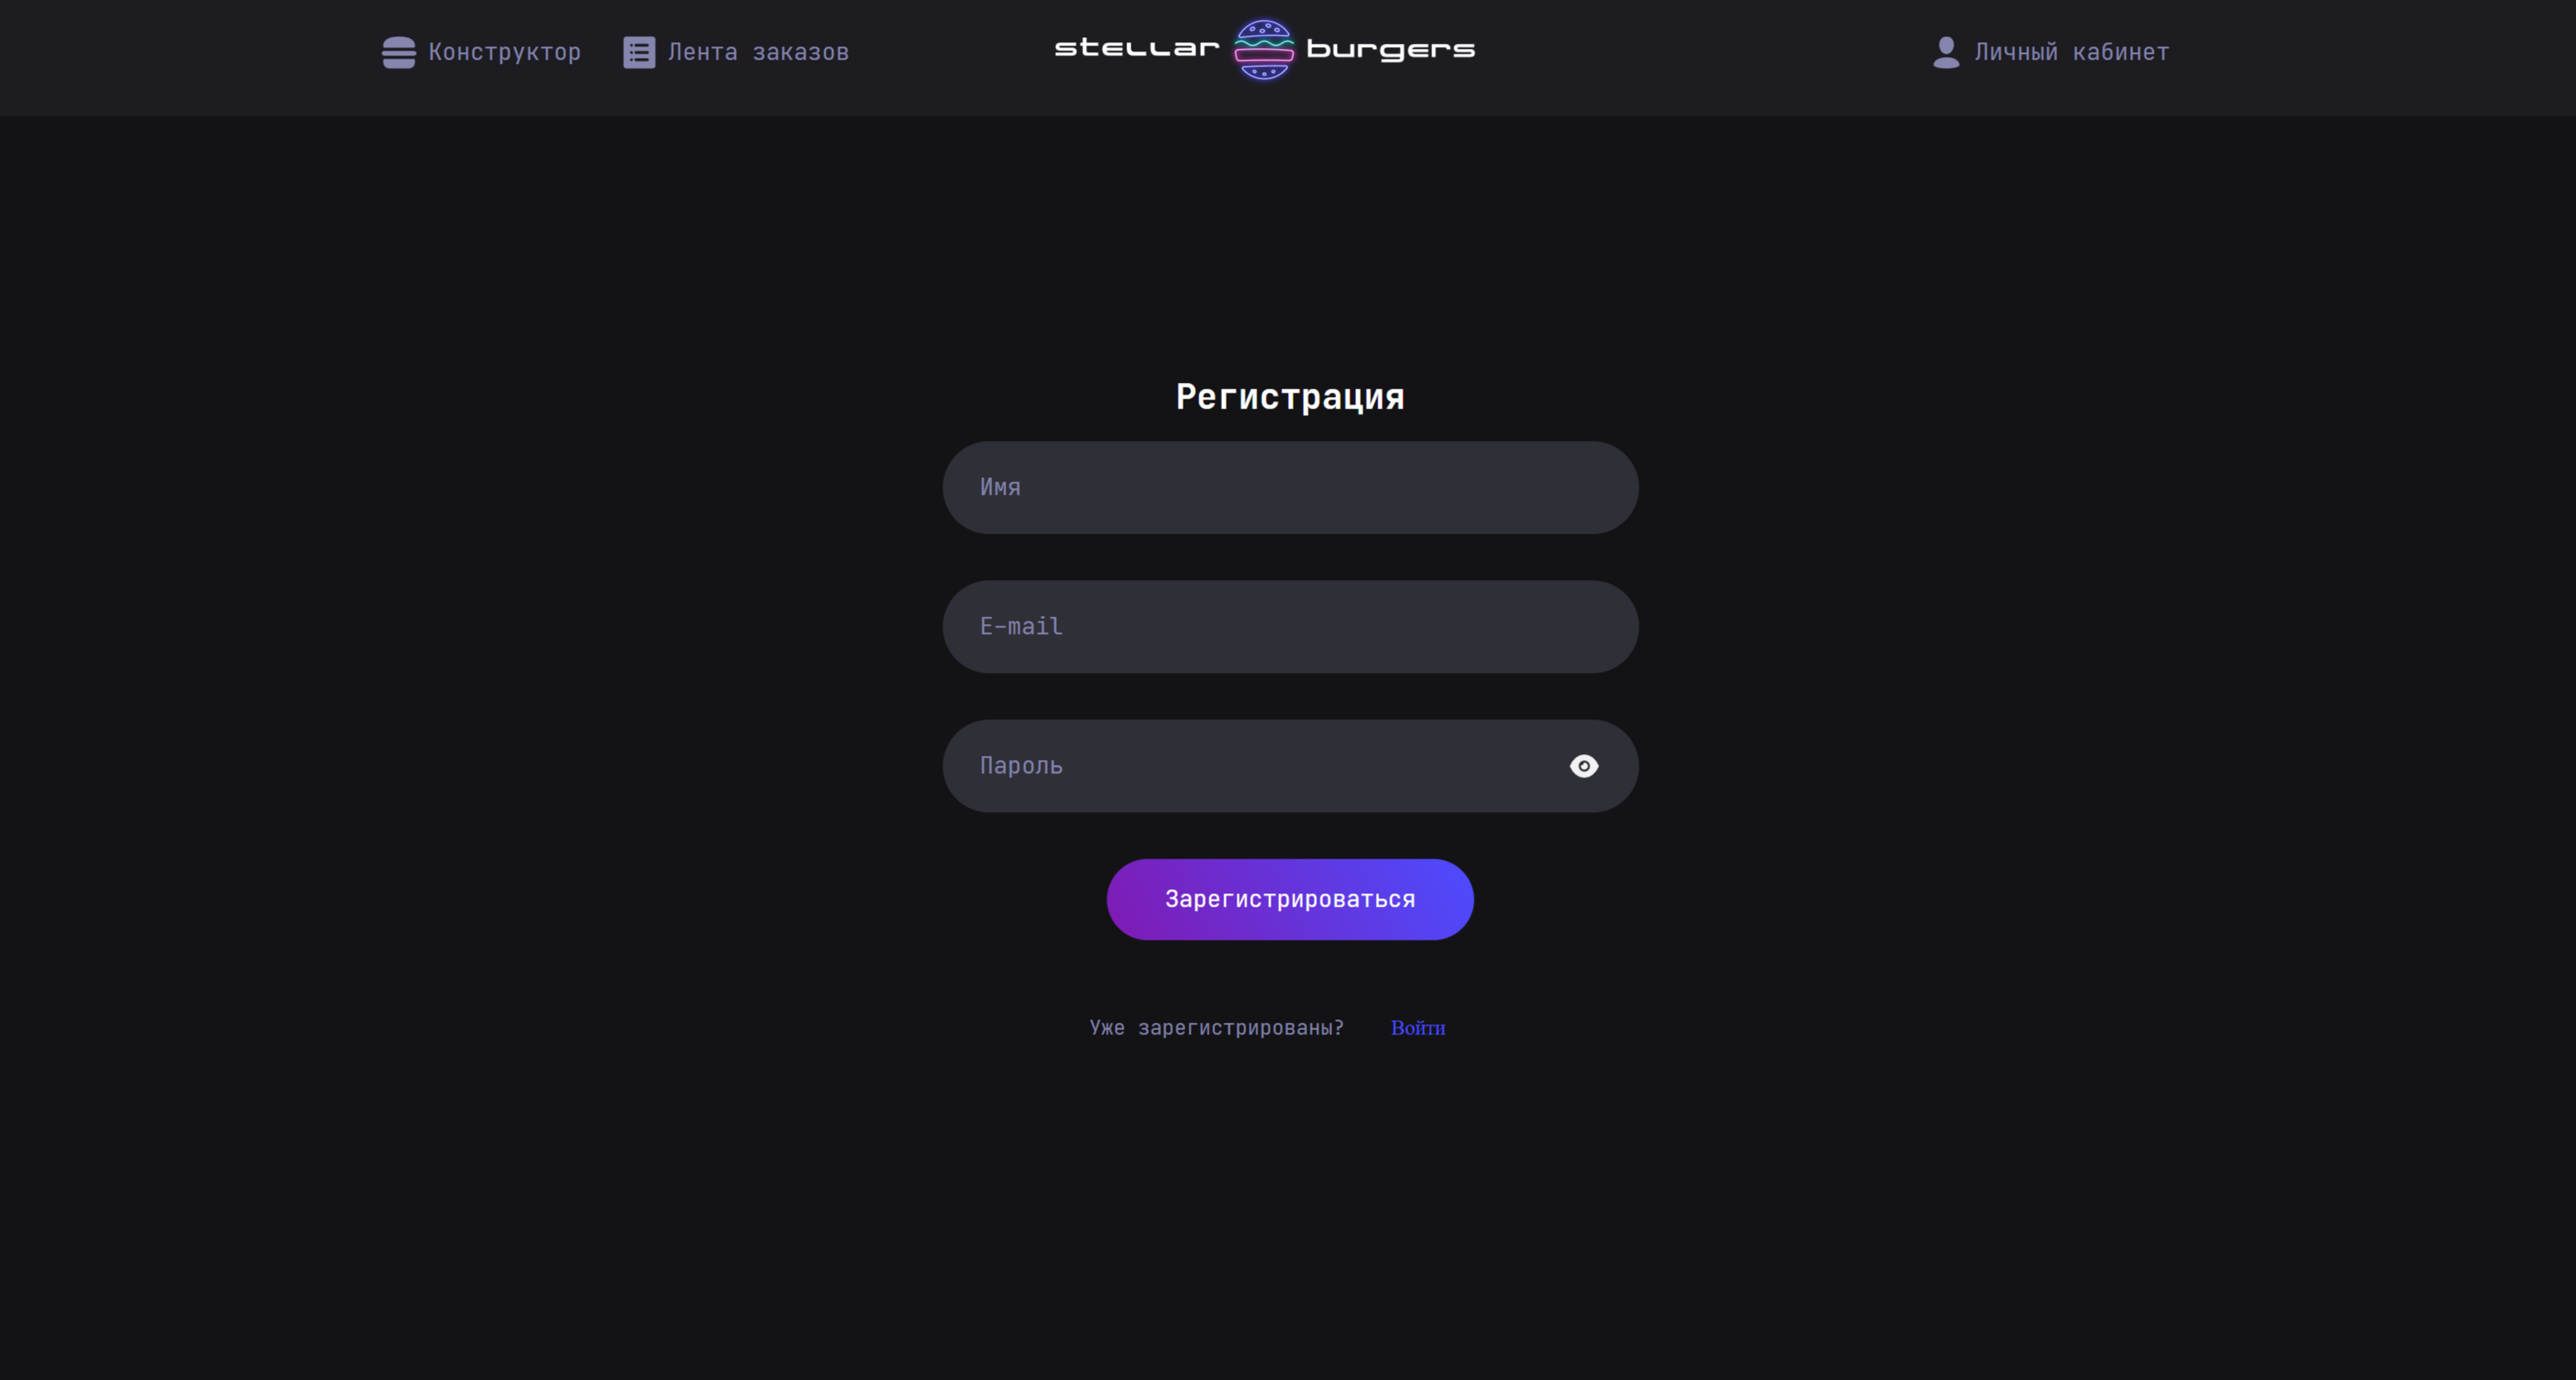 Конструктор Лента заказов stellar burgers Личный кабинет
Регистрация
Имя
E-mail
Пароль
Зарегистрироваться
Уже зарегистрированы? Войти